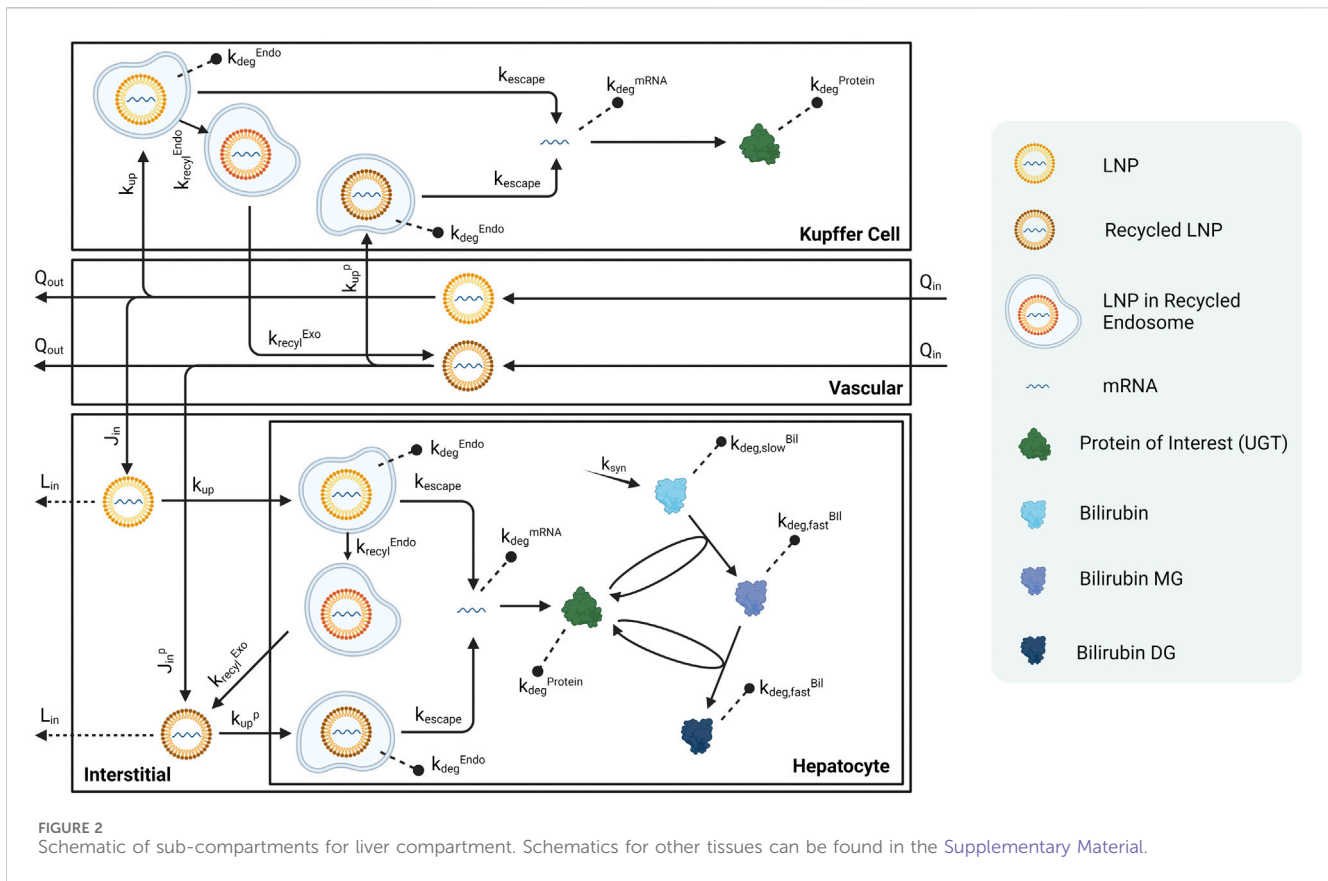 k_deg^Endo
k_escape
k_deg^mRNA
k_deg^Protein
k_recyl^Endo
k_up
k_escape
k_deg^Endo
Kupffer Cell
Q_out
k_up^p
Q_in
k_recyl^Exo
Q_out
Q_in
Vascular
J_in
k_deg^Endo
k_deg,slow^Bil
k_syn
L_in
k_up
k_escape
k_deg,fast^Bil
k_recyl^Endo
k_deg^mRNA
J_in^p
k_recyl^Exo
k_deg^Protein
k_deg,fast^Bil
L_in
k_up^p
k_escape
k_deg^Endo
Interstitial
Hepatocyte
LNP
Recycled LNP
LNP in Recycled
Endosome
mRNA
Protein of Interest (UGT)
Bilirubin
Bilirubin MG
Bilirubin DG
FIGURE 2
Schematic of sub-compartments for liver compartment. Schematics for other tissues can be found in the Supplementary Material.